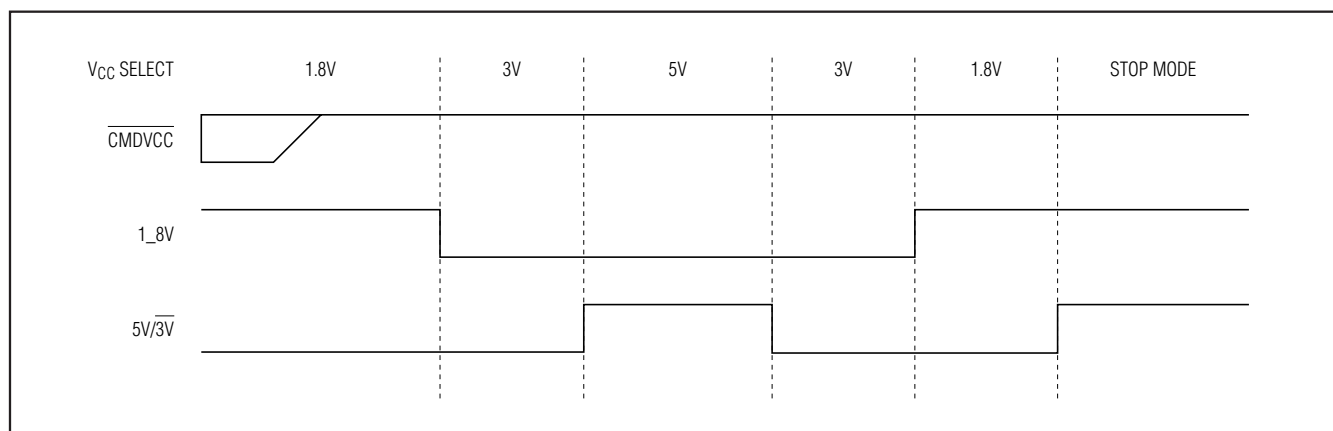 VCC SELECT 1.8V 3V 5V 3V 1.8V STOP MODE
CMDVCC
1_8V
5V/3V